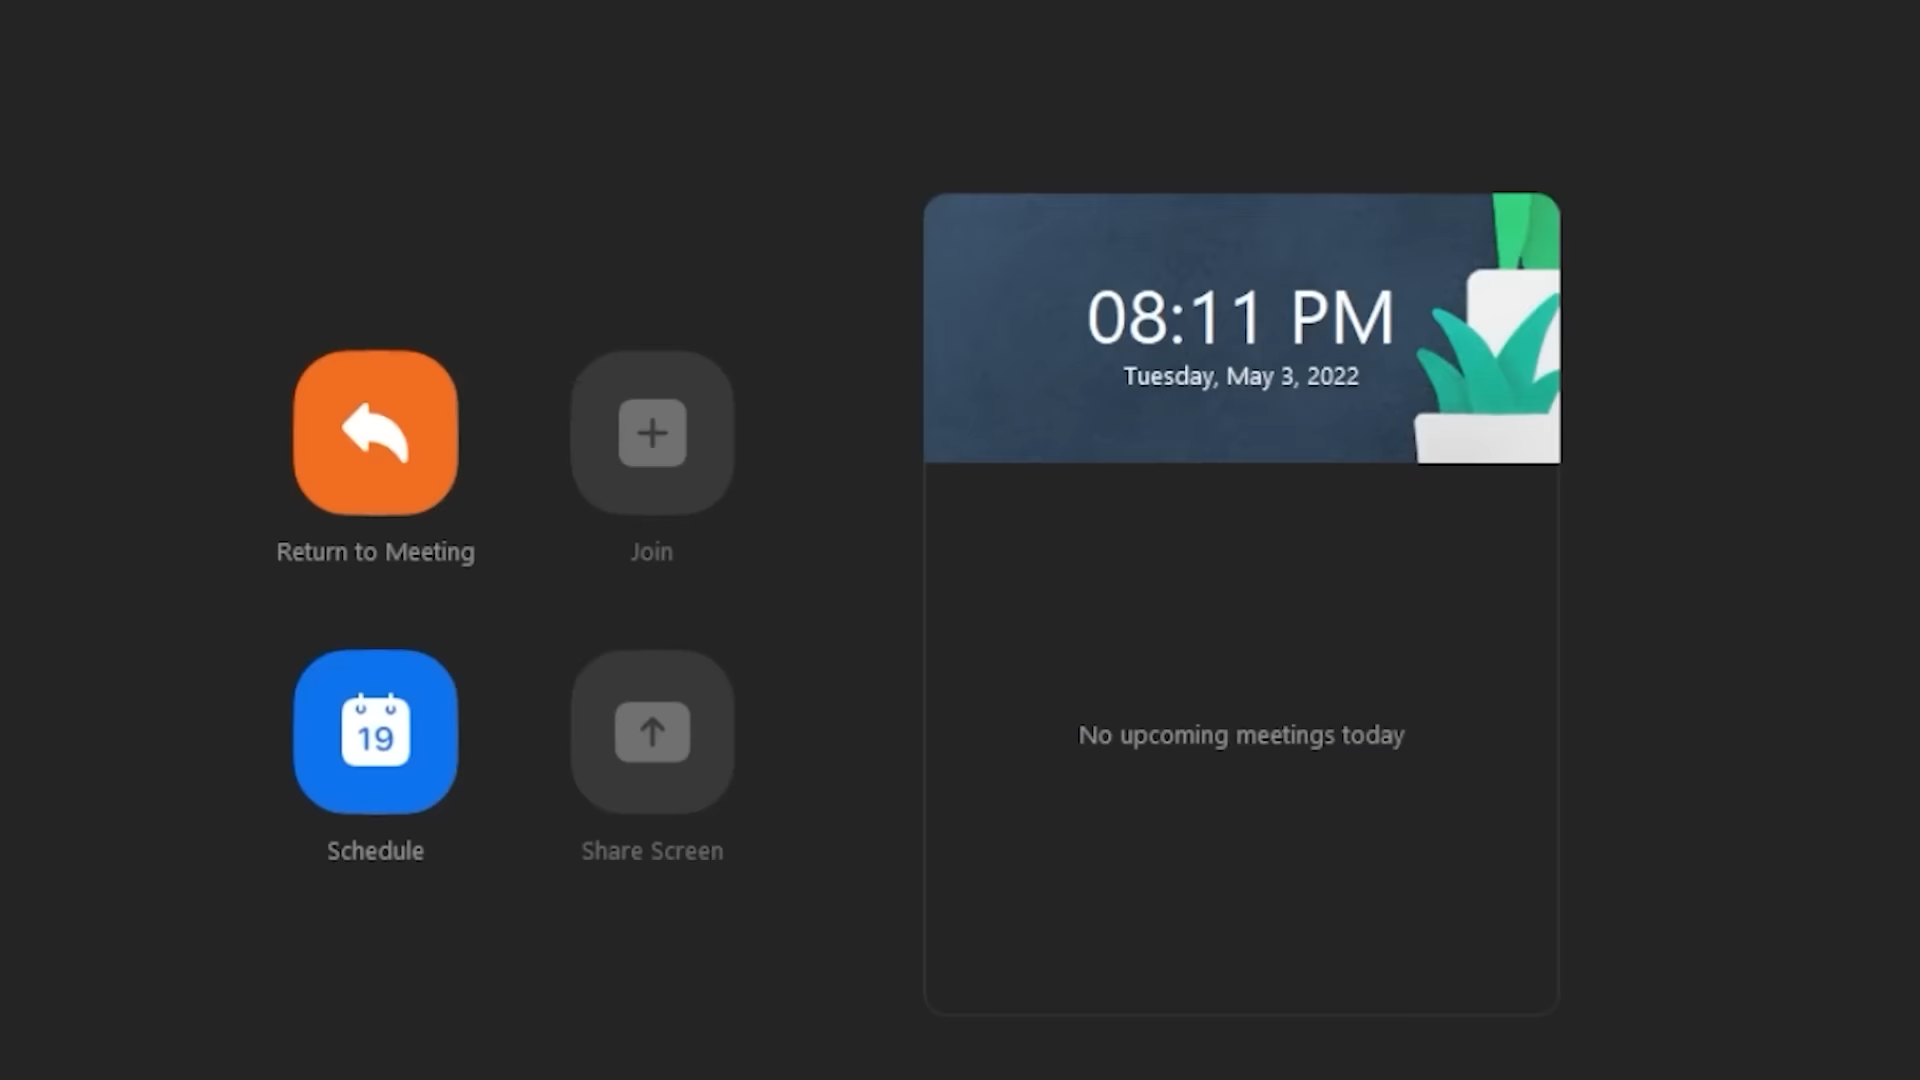 Return to Meeting
Join
19
Schedule
Share Screen
08:11 PM
Tuesday, May 3, 2022
No upcoming meetings today